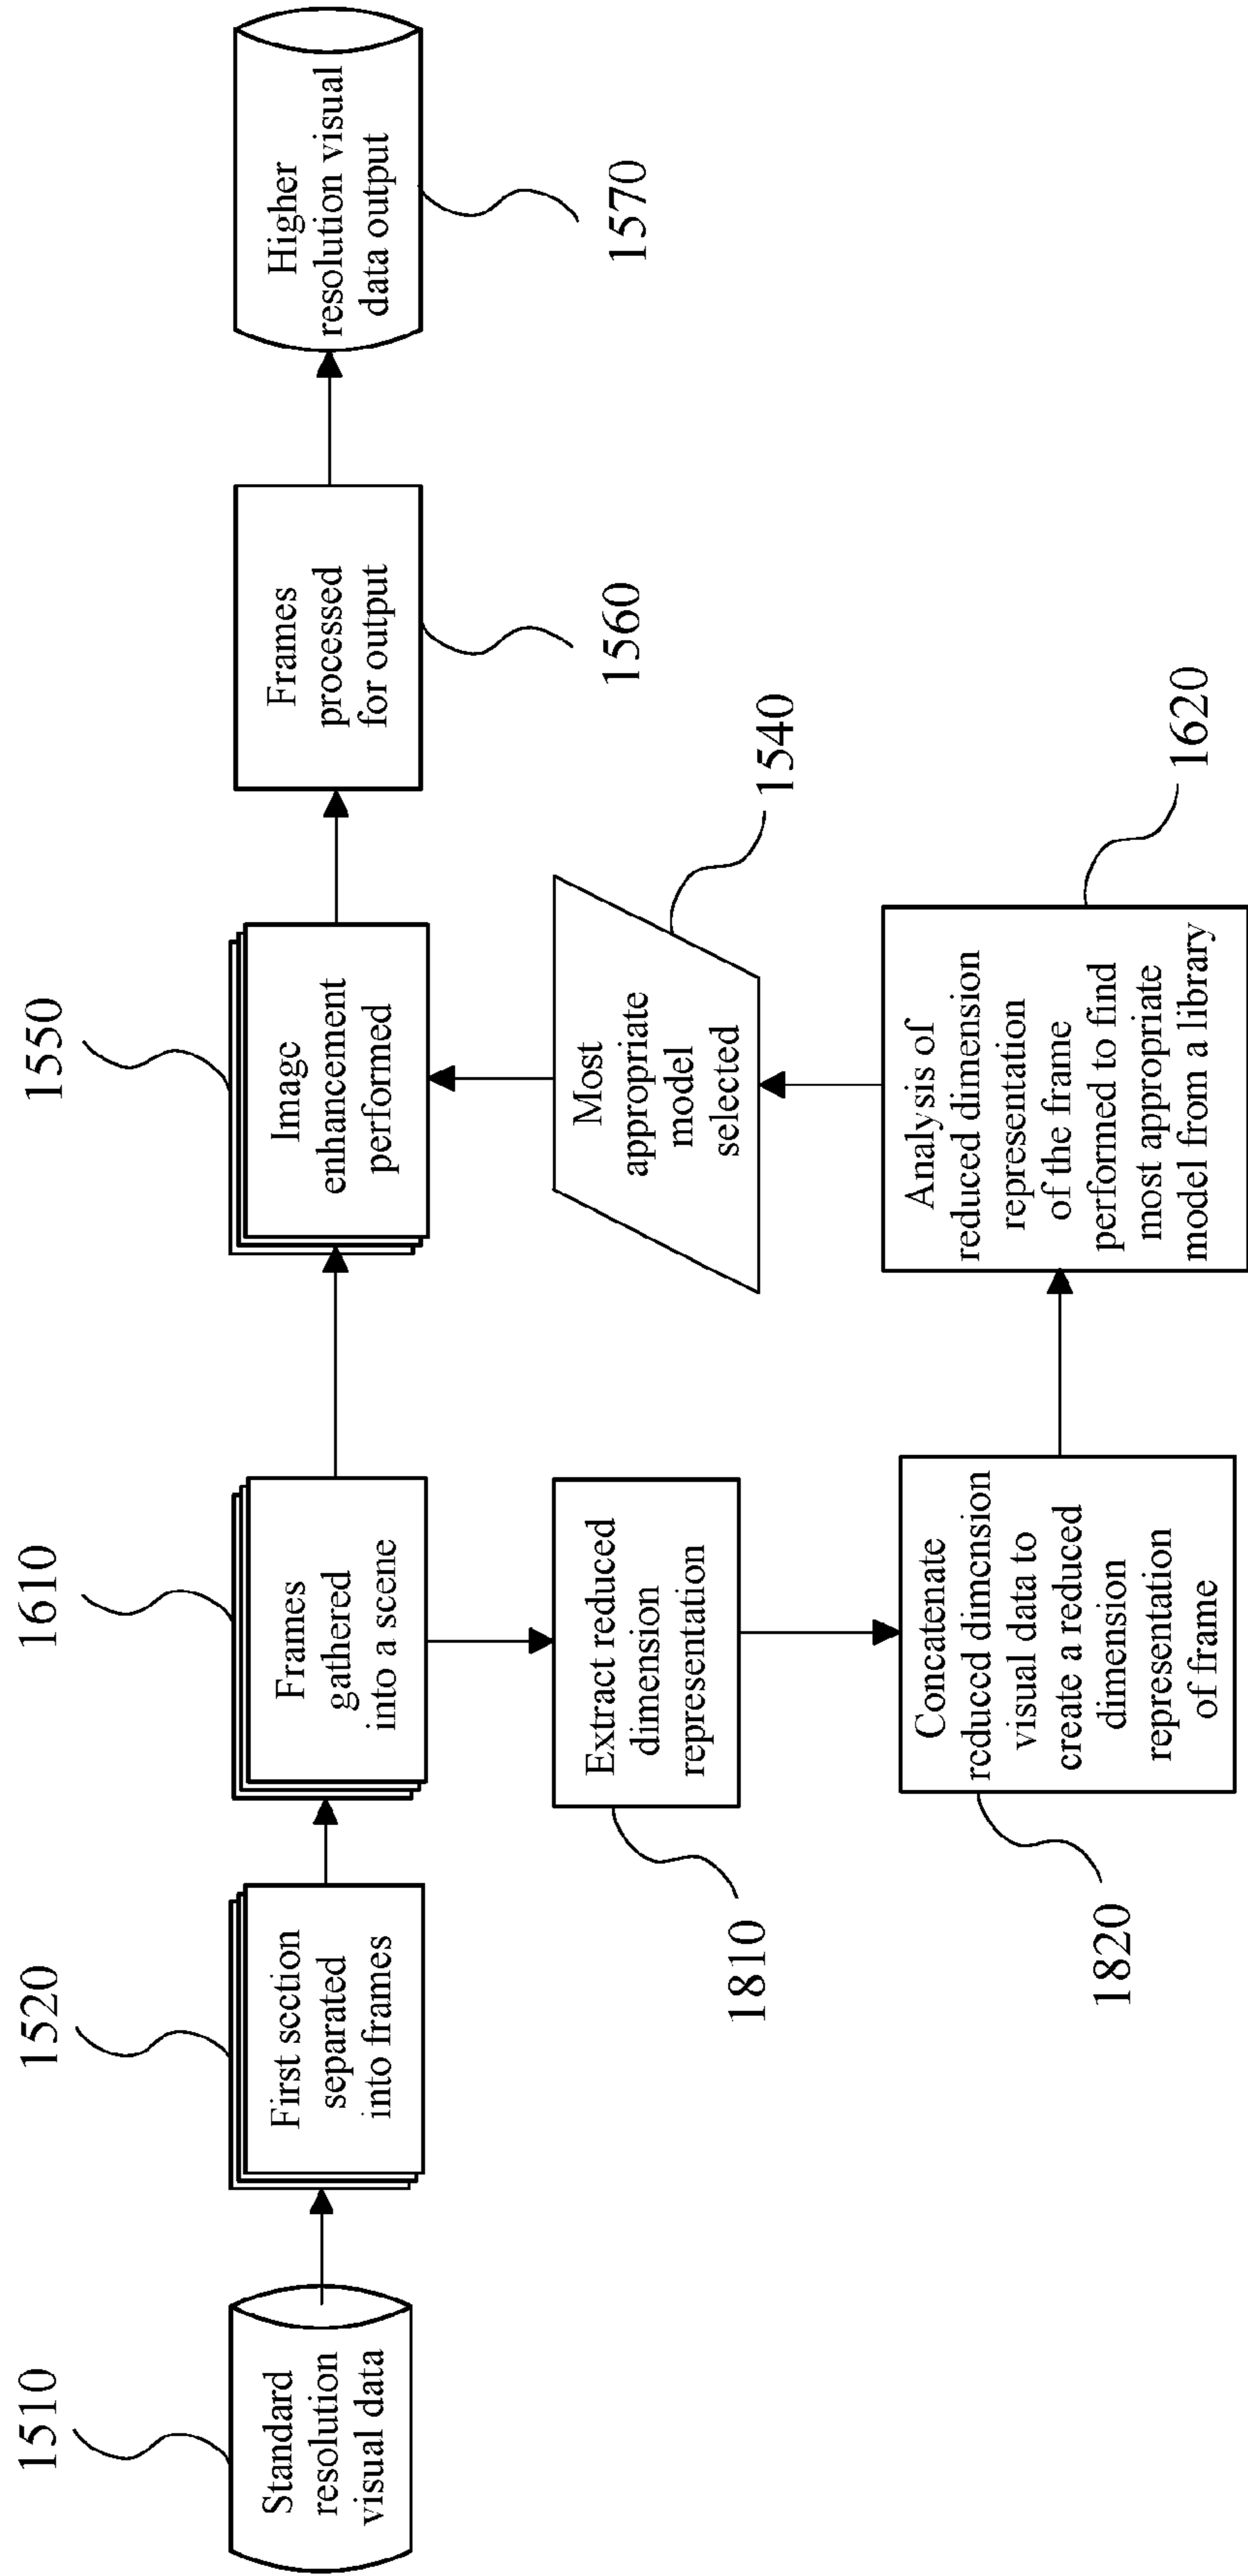 1510
Standard
resolution
visual data
1520
First section
separated
into frames
1610
Frames
gathered
into a scene
1550
Image
enhancement
performed
Frames
processed
for output
1560
Higher
resolution visual
data output
1570
Extract reduced
dimension
representation
1810
Most
appropriate
model
selected
1540
Concatenate
reduced dimension
visual data to
create a reduced
dimension
representation
of frame
1820
Analysis of
reduced dimension
representation
of the frame
performed to find
most appropriate
model from a library
1620